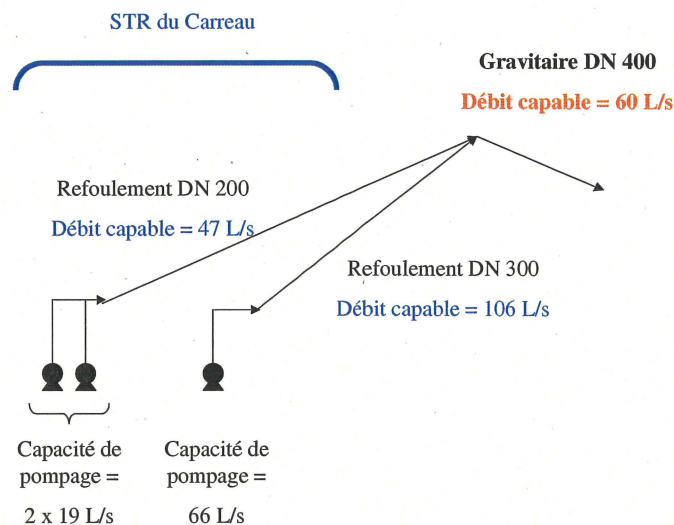 STR du Carreau
Gravitaire DN 400
Débit capable = 60 L/s
Refoulement DN 200
Débit capable = 47 L/s
Refoulement DN 300
Débit capable = 106 L/s
Capacité de
pompage =
2 x 19 L/s
Capacité de
pompage =
66 L/s